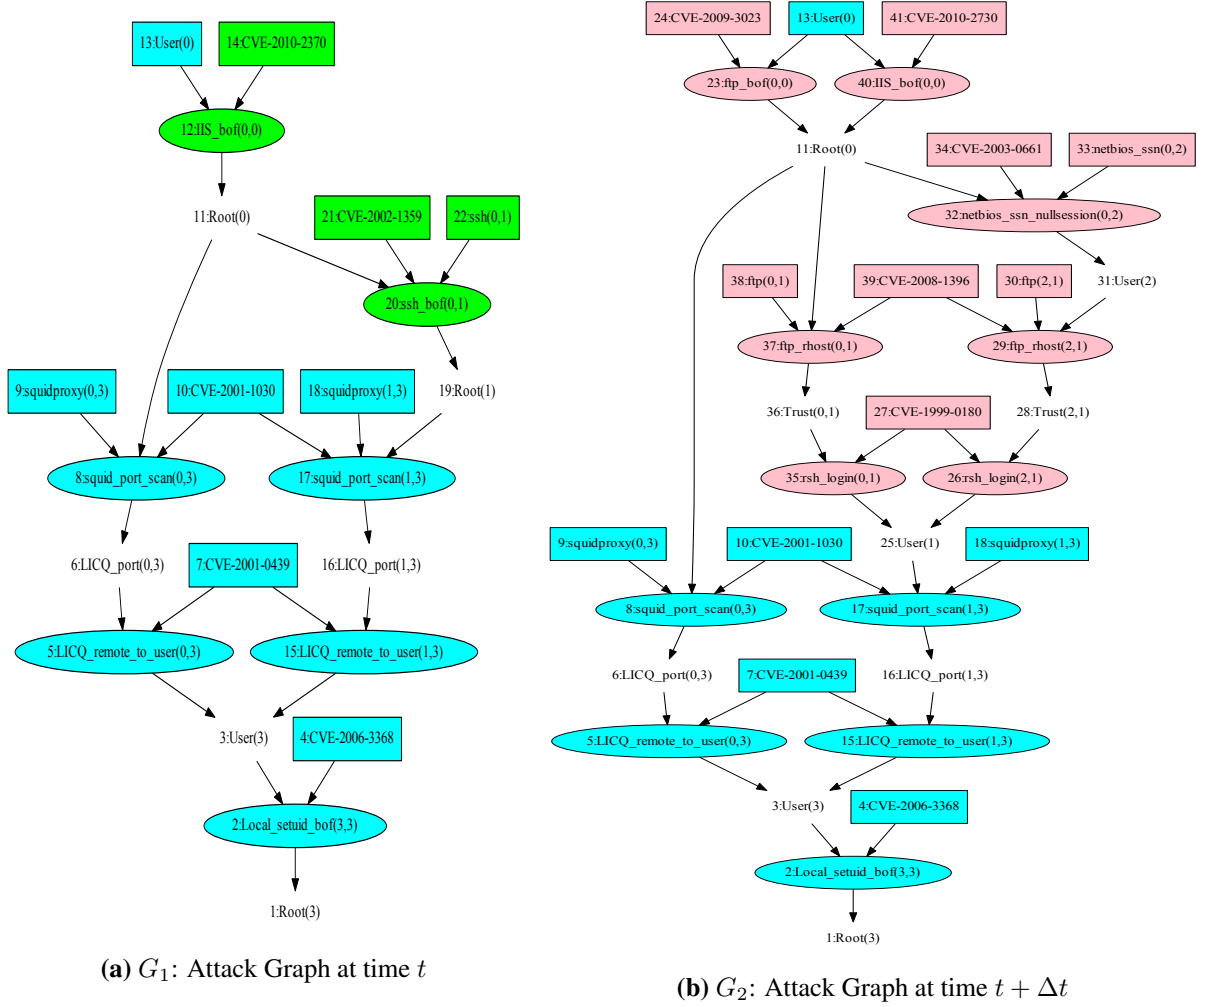 13:User(0)
14:CVE-2010-2370
12:IIS_bof(0,0)
11:Root(0)
21:CVE-2002-1359
22:ssh(0,1)
20:ssh_bof(0,1)
9:squidproxy(0,3)
10:CVE-2001-1030
18:squidproxy(1,3)
19:Root(1)
8:squid_port_scan(0,3)
17:squid_port_scan(1,3)
6:LICQ_port(0,3)
7:CVE-2001-0439
16:LICQ_port(1,3)
5:LICQ_remote_to_user(0,3)
15:LICQ_remote_to_user(1,3)
3:User(3)
4:CVE-2006-3368
2:Local_setuid_bof(3,3)
1:Root(3)
(a) G1: Attack Graph at time t
24:CVE-2009-3023
13:User(0)
41:CVE-2010-2730
23:ftp_bof(0,0)
40:IIS_bof(0,0)
11:Root(0)
34:CVE-2003-0661
33:netbios_ssn(0,2)
32:netbios_ssn_nullsession(0,2)
38:ftp(0,1)
39:CVE-2008-1396
30:ftp(2,1)
31:User(2)
37:ftp_rhost(0,1)
29:ftp_rhost(2,1)
36:Trust(0,1)
27:CVE-1999-0180
28:Trust(2,1)
35:rsh_login(0,1)
26:rsh_login(2,1)
9:squidproxy(0,3)
10:CVE-2001-1030
25:User(1)
18:squidproxy(1,3)
8:squid_port_scan(0,3)
17:squid_port_scan(1,3)
6:LICQ_port(0,3)
7:CVE-2001-0439
16:LICQ_port(1,3)
5:LICQ_remote_to_user(0,3)
15:LICQ_remote_to_user(1,3)
3:User(3)
4:CVE-2006-3368
2:Local_setuid_bof(3,3)
1:Root(3)
(b) G2: Attack Graph at time t + Δt